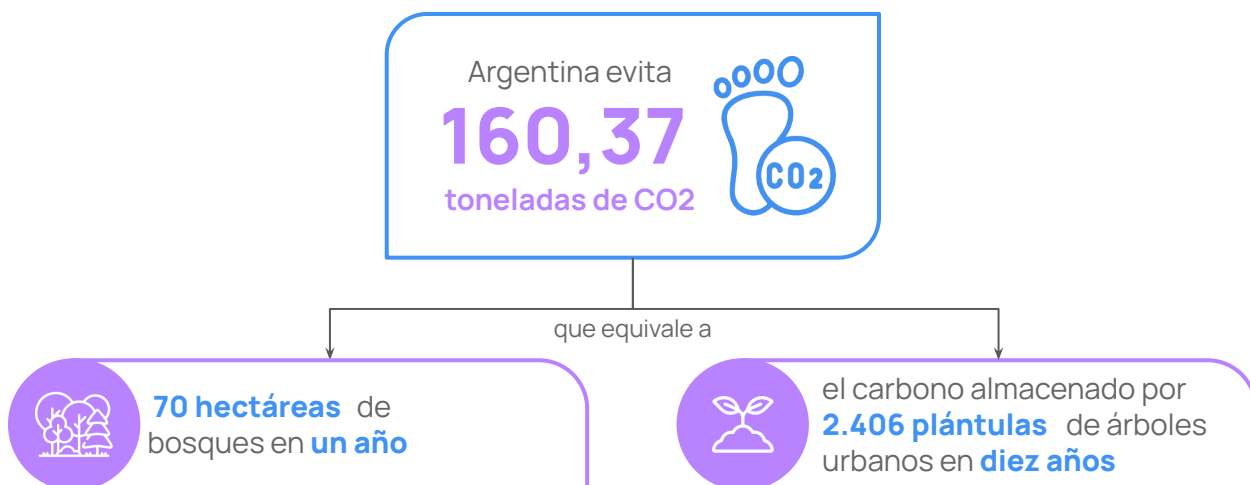 Argentina evita
160,37
toneladas de CO2
CO2
que equivale a
70 hectáreas de
bosques en un año
el carbono almacenado por
2.406 plántulas de árboles
urbanos en diez años